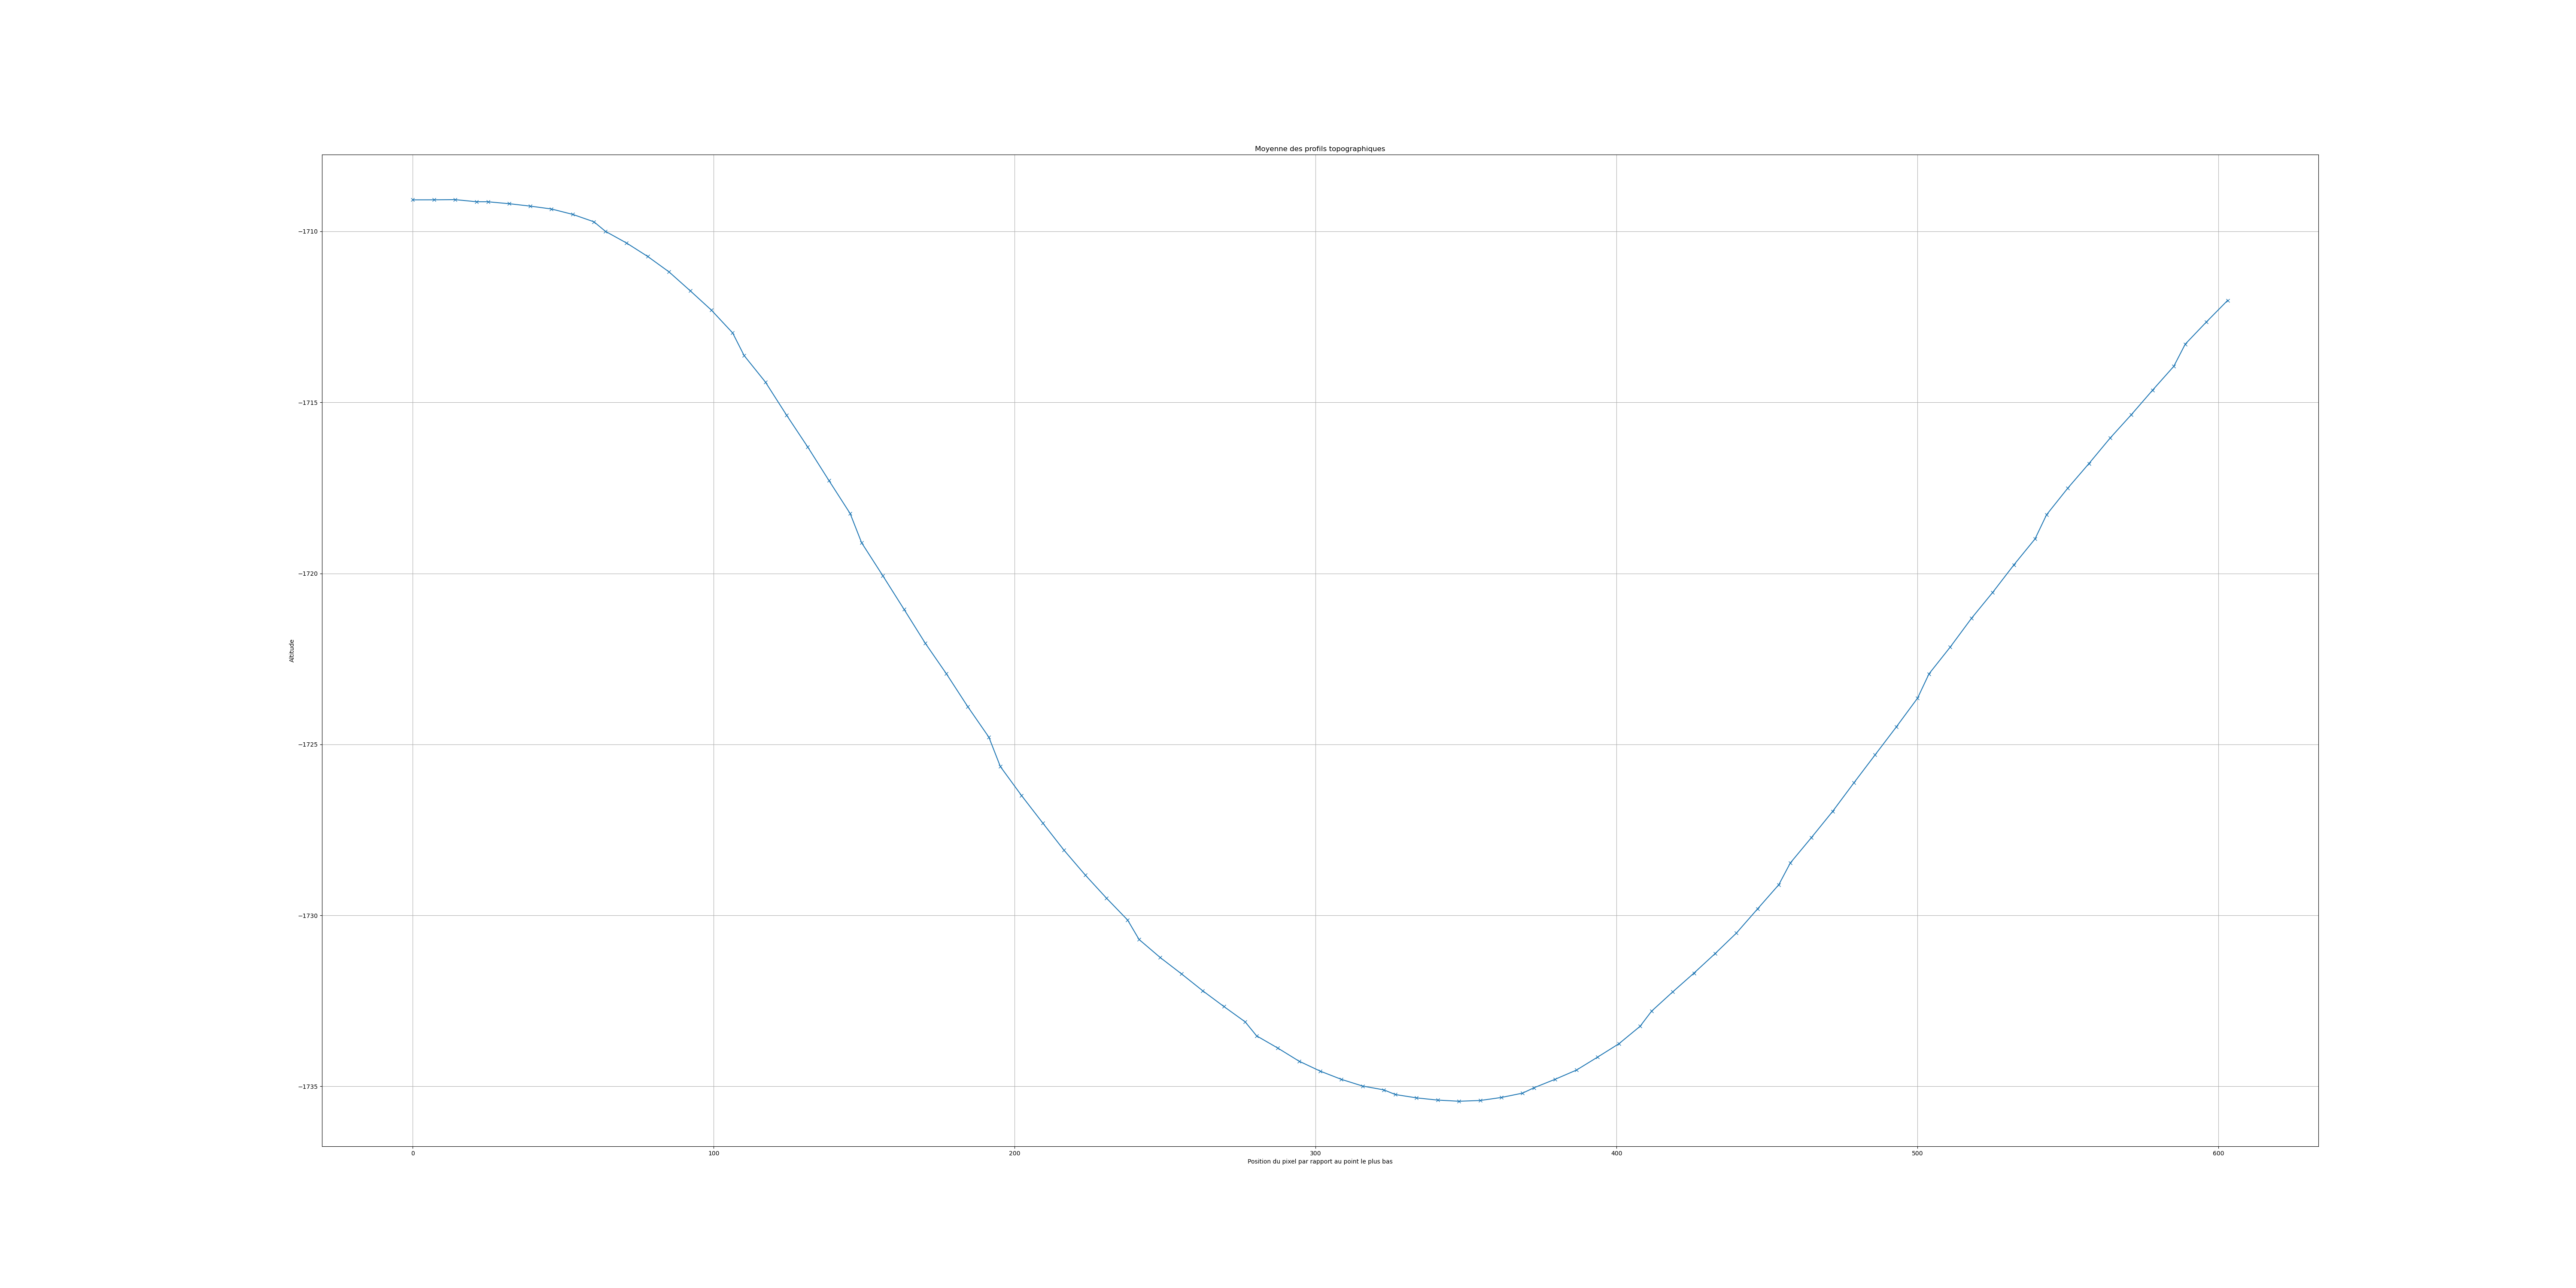 Moyenne des profils topographiques
−1710
−1715
−1720
−1725
−1730
−1735
Altitude
0 100 200 300 400 500 600
Position du pixel par rapport au point le plus bas